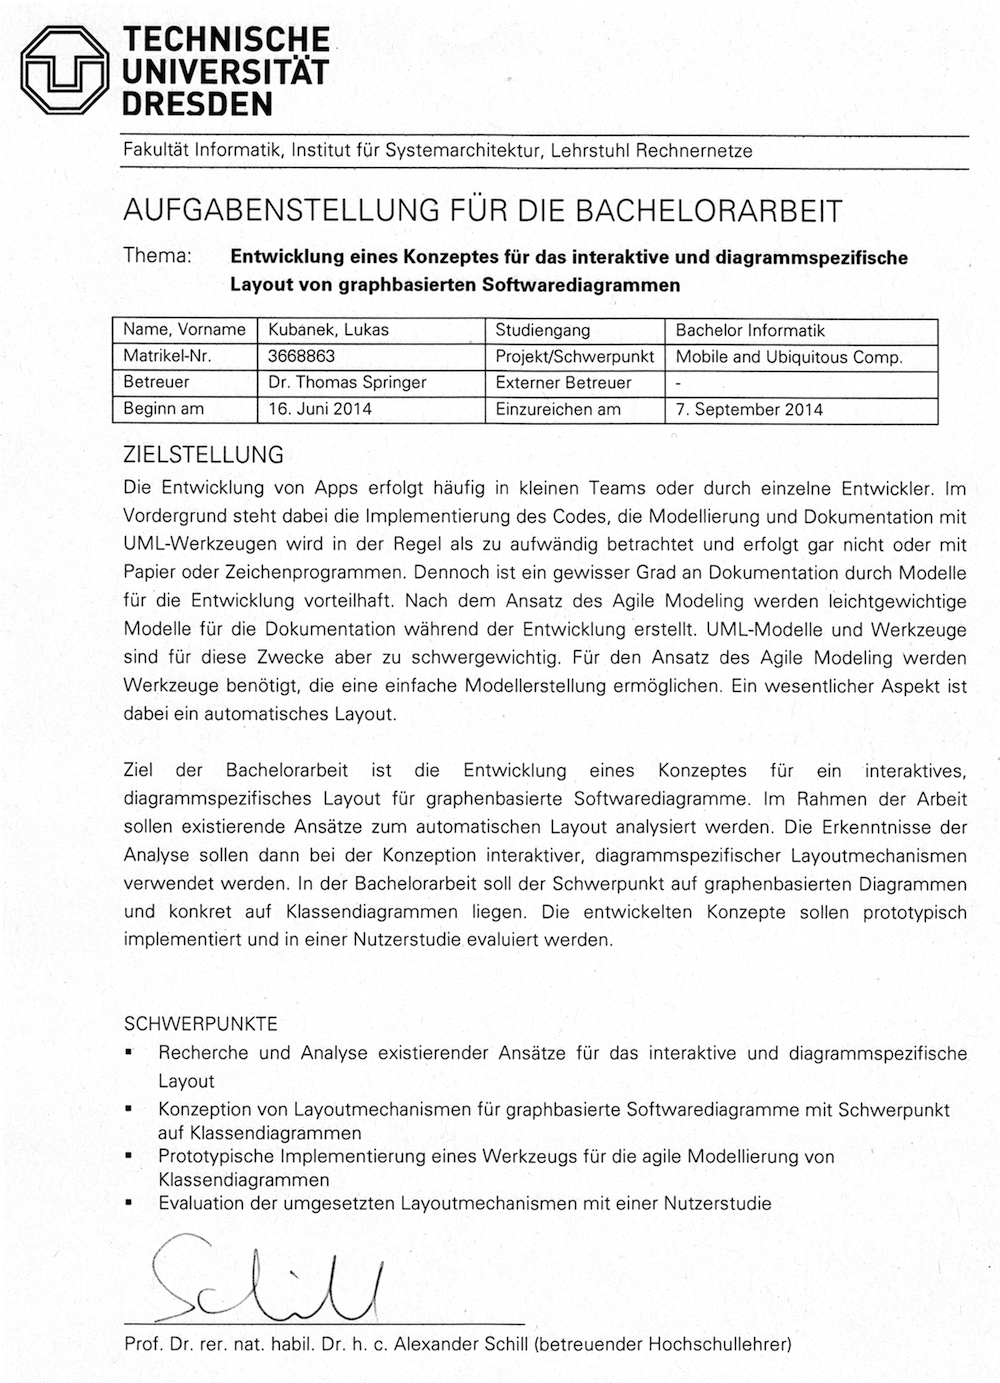 TECHNISCHE
UNIVERSITÄT
DRESDEN
Fakultät Informatik, Institut für Systemarchitektur, Lehrstuhl Rechnernetze
AUFGABENSTELLUNG FÜR DIE BACHELORARBEIT
Thema: Entwicklung eines Konzeptes für das interaktive und diagrammspezifische
Layout von graphbasierten Softwarediagrammen
Name, Vorname Kubánek, Lukas Studiengang Bachelor Informatik
Matrikel-Nr. 3668863 Projekt/Schwerpunkt Mobile and Ubiquitous Comp.
Betreuer Dr. Thomas Springer Externer Betreuer -
Beginn am 16. Juni 2014 Einzureichen am 7. September 2014
ZIELSTELLUNG
Die Entwicklung von Apps erfolgt häufig in kleinen Teams oder durch einzelne Entwickler. Im
Vordergrund steht dabei die Implementierung des Codes, die Modellierung und Dokumentation mit
UML-Werkzeugen wird in der Regel als zu aufwändig betrachtet und erfolgt gar nicht oder mit
Papier oder Zeichenprogrammen. Dennoch ist ein gewisser Grad an Dokumentation durch Modelle
für die Entwicklung vorteilhaft. Nach dem Ansatz des Agile Modeling werden leichtgewichtige
Modelle für die Dokumentation während der Entwicklung erstellt. UML-Modelle und Werkzeuge
sind für diese Zwecke aber zu schwergewichtig. Für den Ansatz des Agile Modeling werden
Werkzeuge benötigt, die eine einfache Modellerstellung ermöglichen. Ein wesentlicher Aspekt ist
dabei ein automatisches Layout.
Ziel der Bachelorarbeit ist die Entwicklung eines Konzeptes für ein interaktives,
diagrammspezifisches Layout für graphenbasierte Softwarediagramme. Im Rahmen der Arbeit
sollen existierende Ansätze zum automatischen Layout analysiert werden. Die Erkenntnisse der
Analyse sollen dann bei der Konzeption interaktiver, diagrammspezifischer Layoutmechanismen
verwendet werden. In der Bachelorarbeit soll der Schwerpunkt auf graphenbasierten Diagrammen
und konkret auf Klassendiagrammen liegen. Die entwickelten Konzepte sollen prototypisch
implementiert und in einer Nutzerstudie evaluiert werden.
SCHWERPUNKTE
▪ Recherche und Analyse existierender Ansätze für das interaktive und diagrammspezifische
Layout
▪ Konzeption von Layoutmechanismen für graphbasierte Softwarediagramme mit Schwerpunkt
auf Klassendiagrammen
▪ Prototypische Implementierung eines Werkzeugs für die agile Modellierung von
Klassendiagrammen
▪ Evaluation der umgesetzten Layoutmechanismen mit einer Nutzerstudie
Schill
Prof. Dr. rer. nat. habil. Dr. h. c. Alexander Schill (betreuender Hochschullehrer)